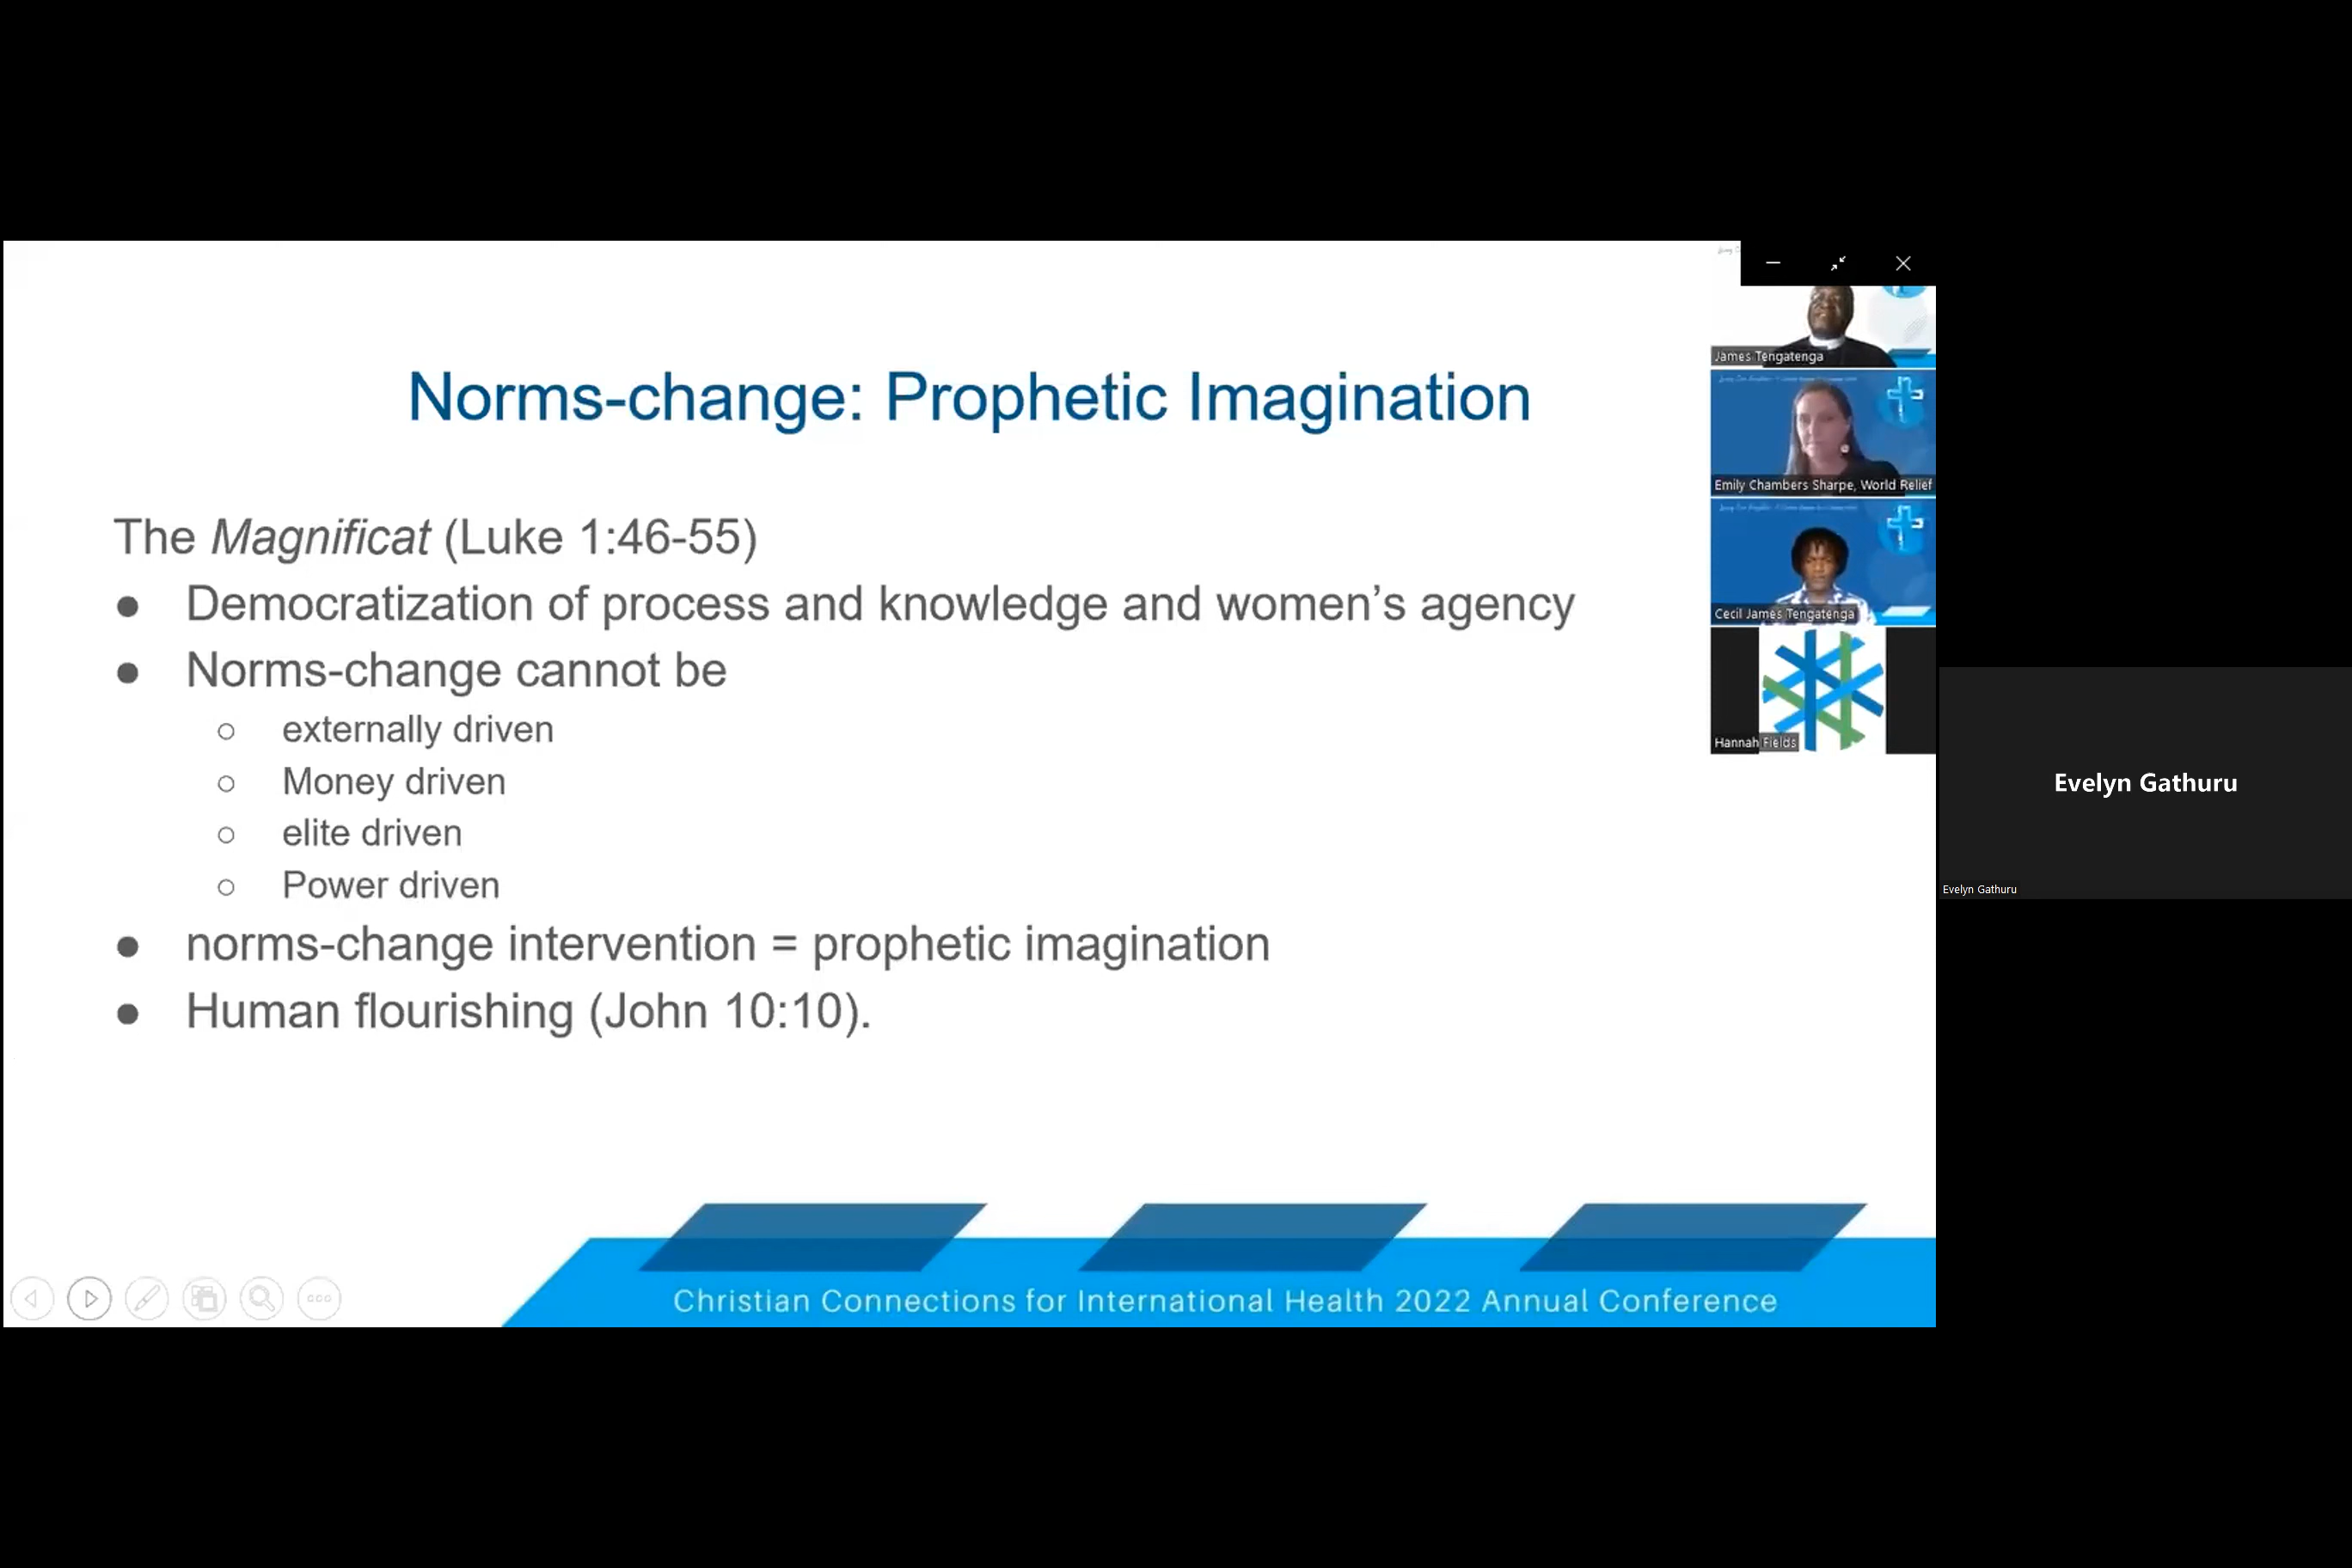 Norms-change: Prophetic Imagination
The Magnificat (Luke 1:46-55)
● Democratization of process and knowledge and women’s agency
● Norms-change cannot be
○ externally driven
○ Money driven
○ elite driven
○ Power driven
● norms-change intervention = prophetic imagination
● Human flourishing (John 10:10).
Christian Connections for International Health 2022 Annual Conference
James Tengatenga
Emily Chambers Sharpe, World Relief
Cecil James Tengatenga
Hannah Fields
Evelyn Gathuru
Evelyn Gathuru